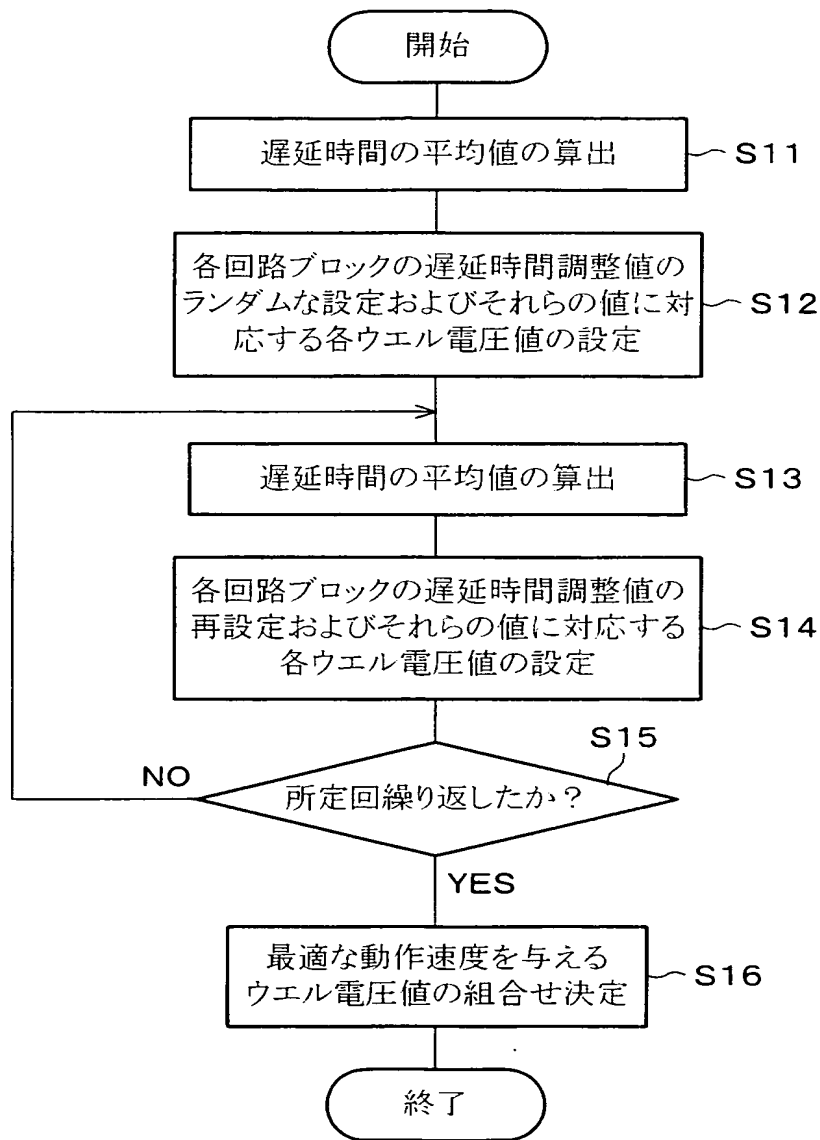 開始
遅延時間の平均値の算出
S11
各回路ブロックの遅延時間調整値の
ランダムな設定およびそれらの値に対
応する各ウエル電圧値の設定
S12
遅延時間の平均値の算出
S13
各回路ブロックの遅延時間調整値の
再設定およびそれらの値に対応する
各ウエル電圧値の設定
S14
S15
NO
所定回繰り返したか？
YES
最適な動作速度を与える
ウエル電圧値の組合せ決定
S16
終了